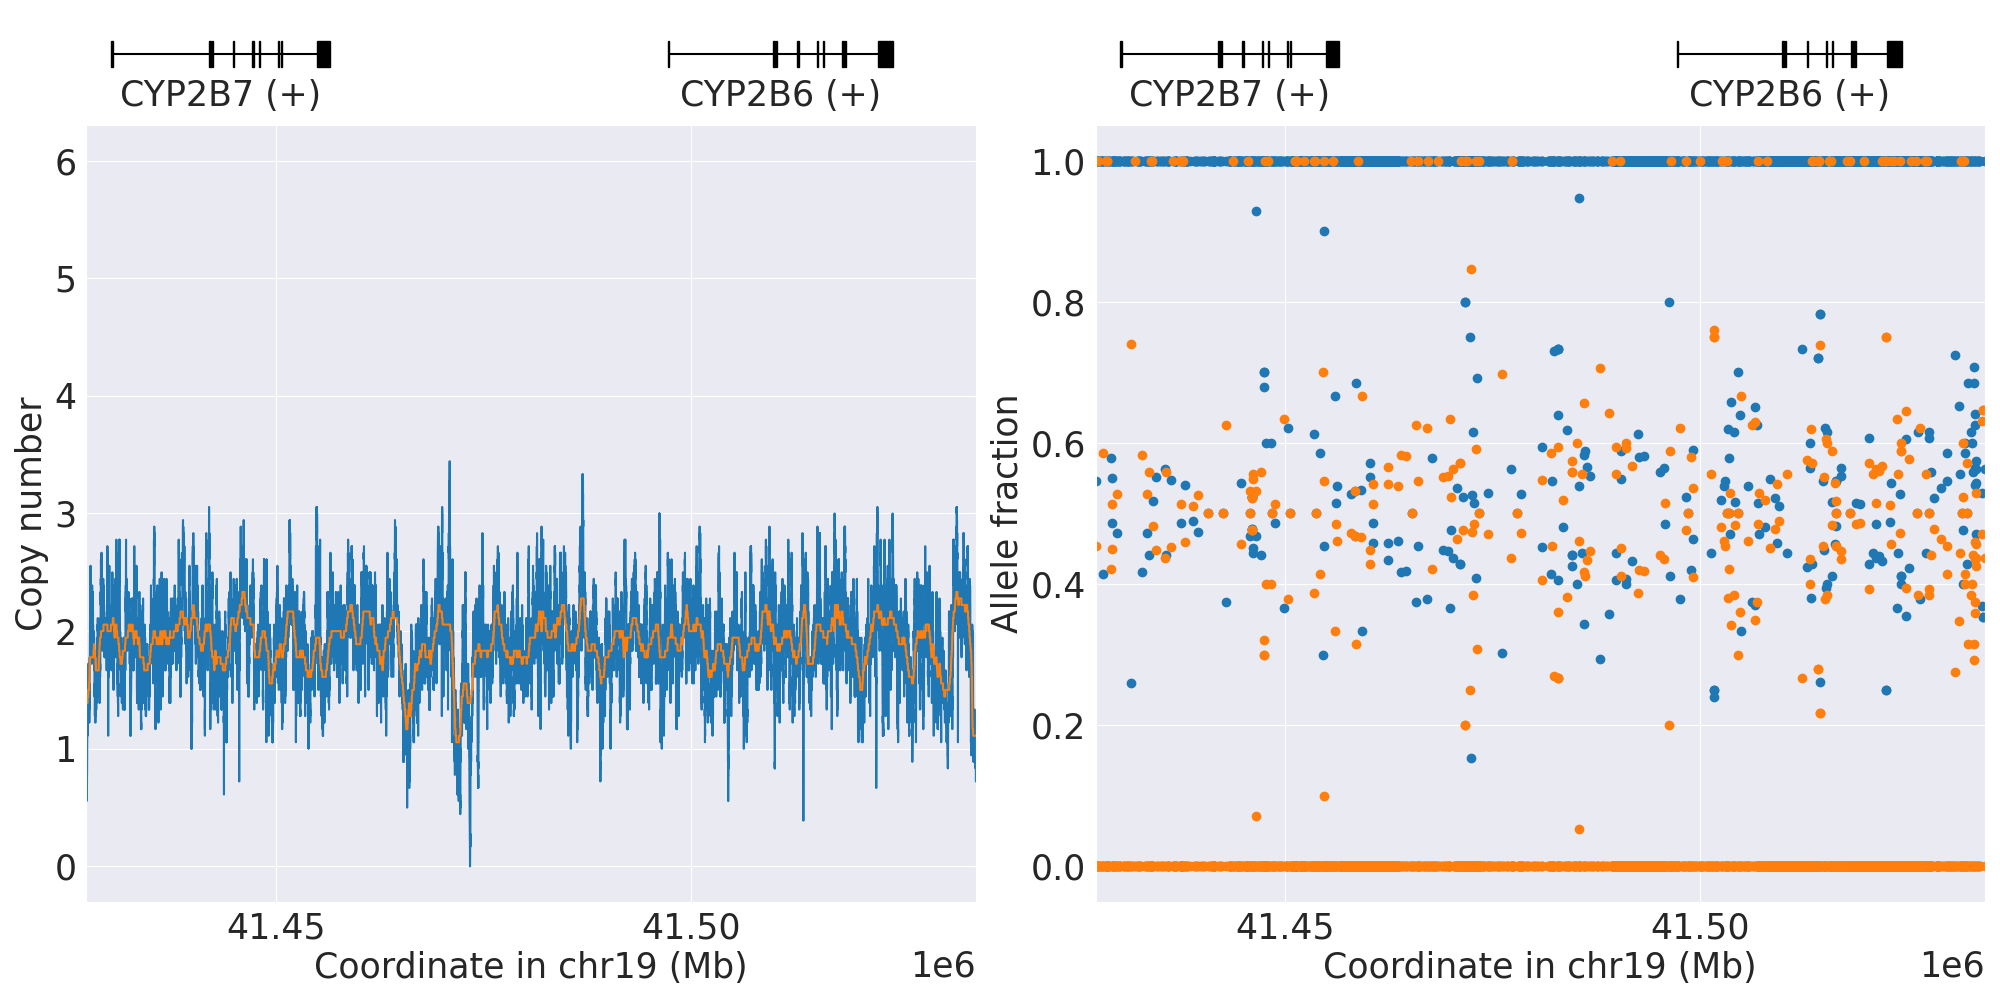 CYP2B7 (+) CYP2B6 (+)
CYP2B7 (+) CYP2B6 (+)
Copy number
6
5
4
3
2
1
0
41.45 41.50
Coordinate in chr19 (Mb) 1e6
Allele fraction
1.0
0.8
0.6
0.4
0.2
0.0
41.45 41.50
Coordinate in chr19 (Mb) 1e6